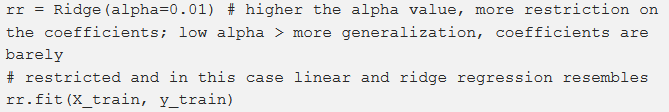 rr = Ridge(alpha=0.01) # higher the alpha value, more restriction on
the coefficients; low alpha > more generalization, coefficients are
barely
# restricted and in this case linear and ridge regression resembles
rr.fit(X_train, y_train)